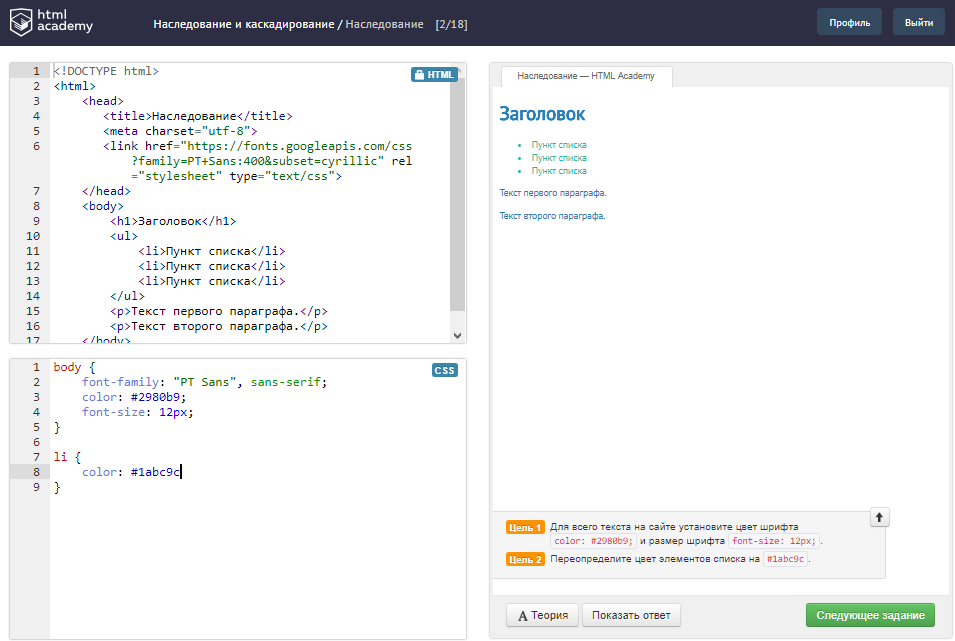 html
academy
Наследование и каскадирование / Наследование [2/18]
Профиль
Выйти
1 <!DOCTYPE html>
2 <html>
3 <head>
4 <title>Наследование</title>
5 <meta charset="utf-8">
6 <link href="https://fonts.googleapis.com/css
?family=PT+Sans:400&subset=cyrillic" rel
="stylesheet" type="text/css">
7 </head>
8 <body>
9 <h1>Заголовок</h1>
10 <ul>
11 <li>Пункт списка</li>
12 <li>Пункт списка</li>
13 <li>Пункт списка</li>
14 </ul>
15 <p>Текст первого параграфа.</p>
16 <p>Текст второго параграфа.</p>
17 </body>
HTML
1 body {
2 font-family: "PT Sans", sans-serif;
3 color: #2980b9;
4 font-size: 12px;
5 }
6
7 li {
8 color: #1abc9c
9 }
CSS
Наследование — HTML Academy
Заголовок
• Пункт списка
• Пункт списка
• Пункт списка
Текст первого параграфа.
Текст второго параграфа.
Цель 1 Для всего текста на сайте установите цвет шрифта
color: #2980b9; и размер шрифта font-size: 12px; .
Цель 2 Переопределите цвет элементов списка на #1abc9c .
A Теория
Показать ответ
Следующее задание